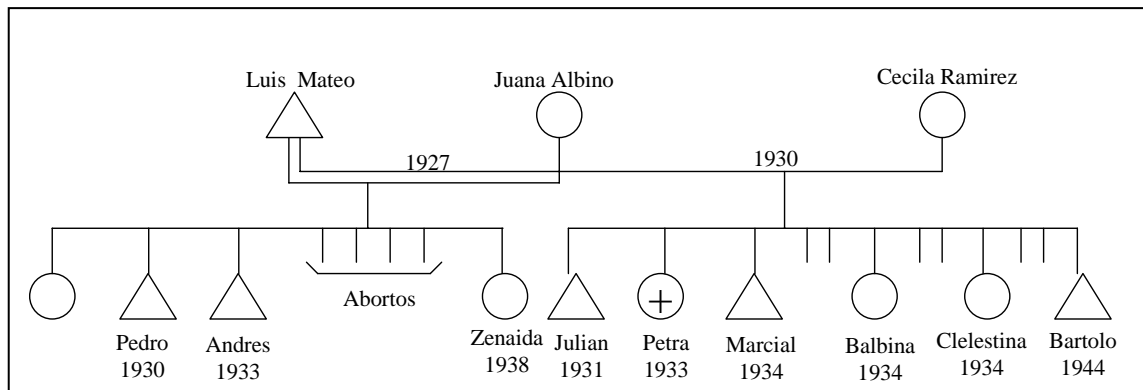 Luis Mateo
Juana Albino
Cecila Ramirez
1927
1930
Abortos
Pedro
1930
Andres
1933
Zenaida
1938
Julian
1931
Petra
1933
Marcial
1934
Balbina
1934
Clelestina
1934
Bartolo
1944